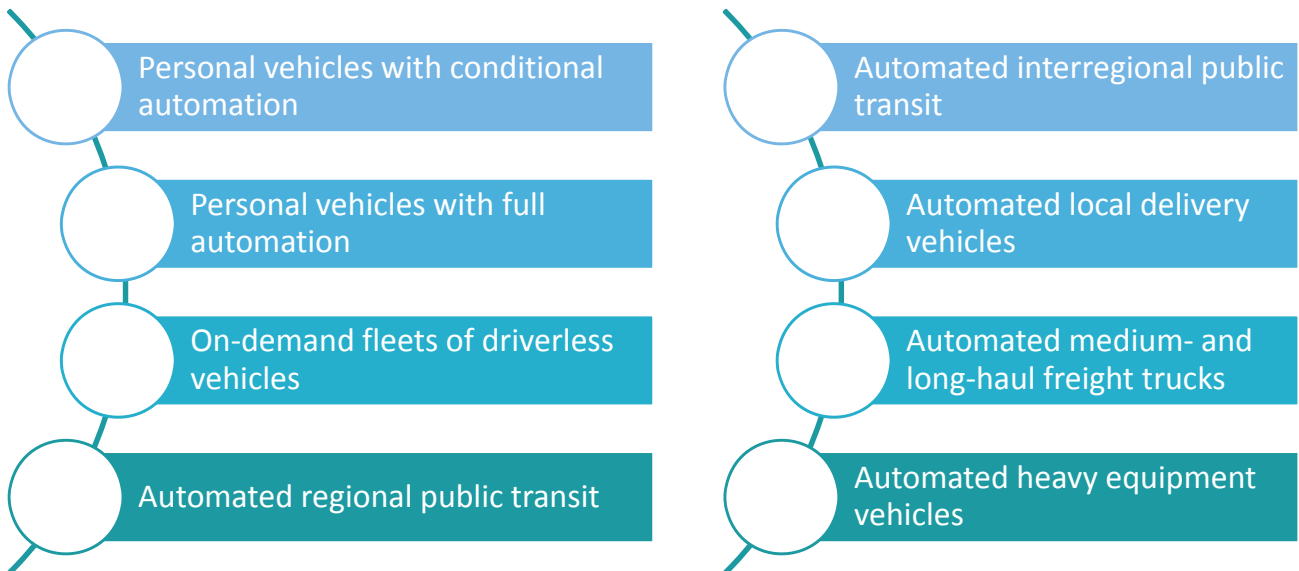 Personal vehicles with conditional
automation
Personal vehicles with full
automation
On-demand fleets of driverless
vehicles
Automated regional public transit
Automated interregional public
transit
Automated local delivery
vehicles
Automated medium- and
long-haul freight trucks
Automated heavy equipment
vehicles